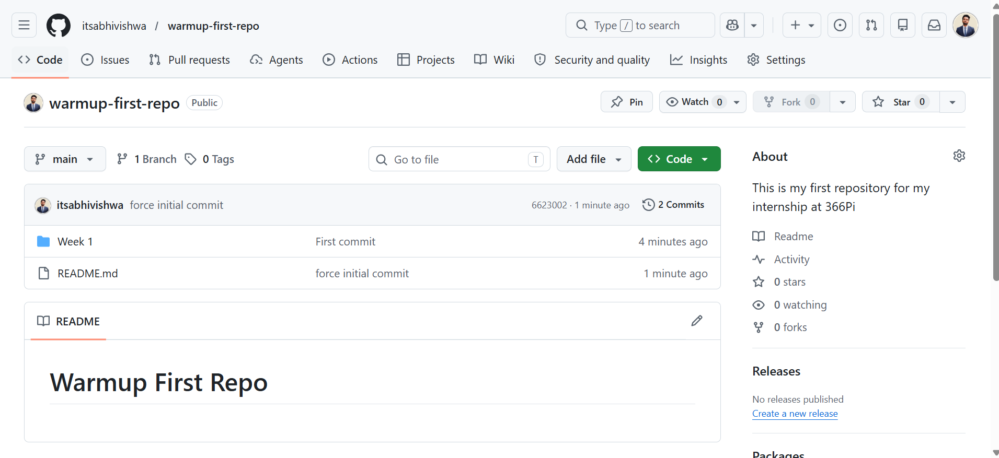 itsabhivishwa / warmup-first-repo
Type / to search
Code Issues Pull requests Agents Actions Projects Wiki Security and quality Insights Settings
warmup-first-repo Public
Pin Watch 0 Fork 0 Star 0
main 1 Branch 0 Tags Go to file T Add file Code
itsabhivishwa force initial commit 6623002 · 1 minute ago 2 Commits
Week 1 First commit 4 minutes ago
README.md force initial commit 1 minute ago
README
Warmup First Repo
About
This is my first repository for my
internship at 366Pi
Readme
Activity
0 stars
0 watching
0 forks
Releases
No releases published
Create a new release
Packages